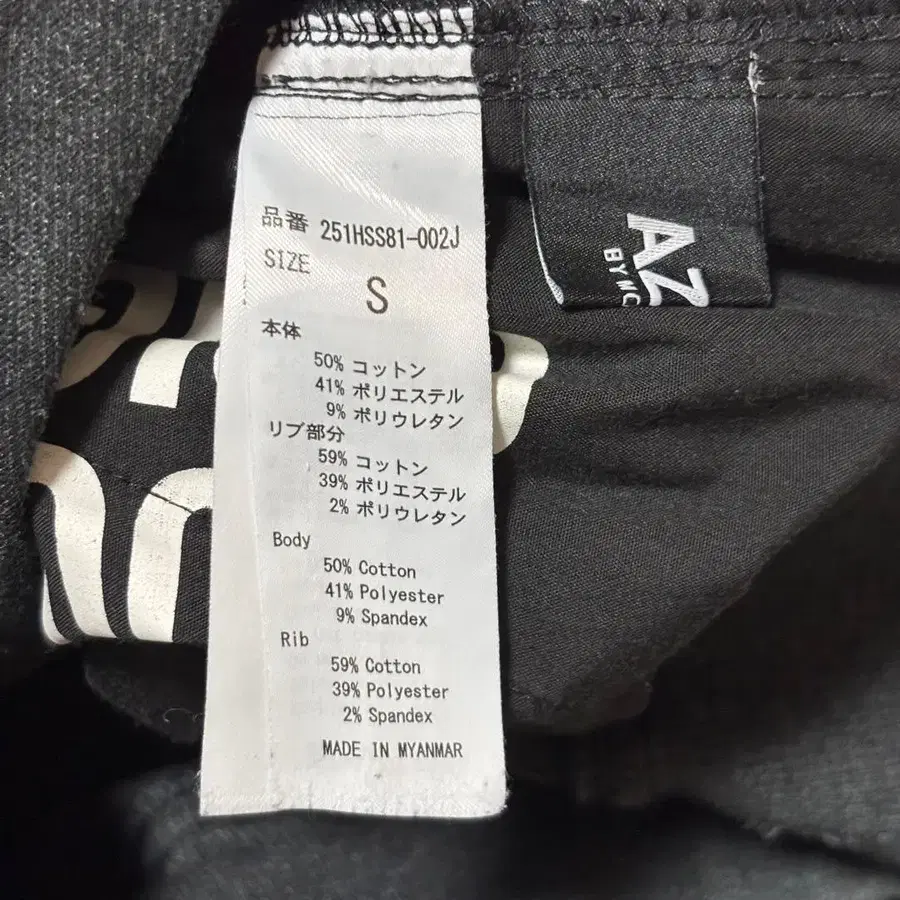 品番 251HSS81-002J
SIZE
S
本体
50% コットン
41% ポリエステル
9% ポリウレタン
リブ部分
59% コットン
39% ポリエステル
2% ポリウレタン
Body
50% Cotton
41% Polyester
9% Spandex
Rib
59% Cotton
39% Polyester
2% Spandex
MADE IN MYANMAR
AZ
BY